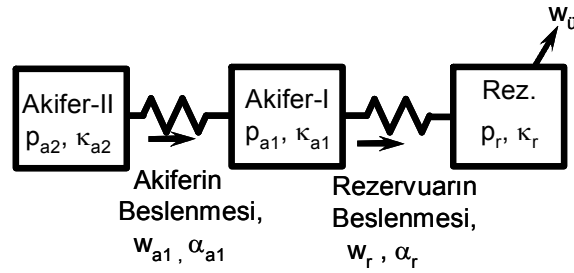 wü
Akifer-II
pa2, κa2
Akifer-I
pa1, κa1
Rez.
pr, κr
Akiferin
Beslenmesi,
wa1, αa1
Rezervuarın
Beslenmesi,
wr , αr